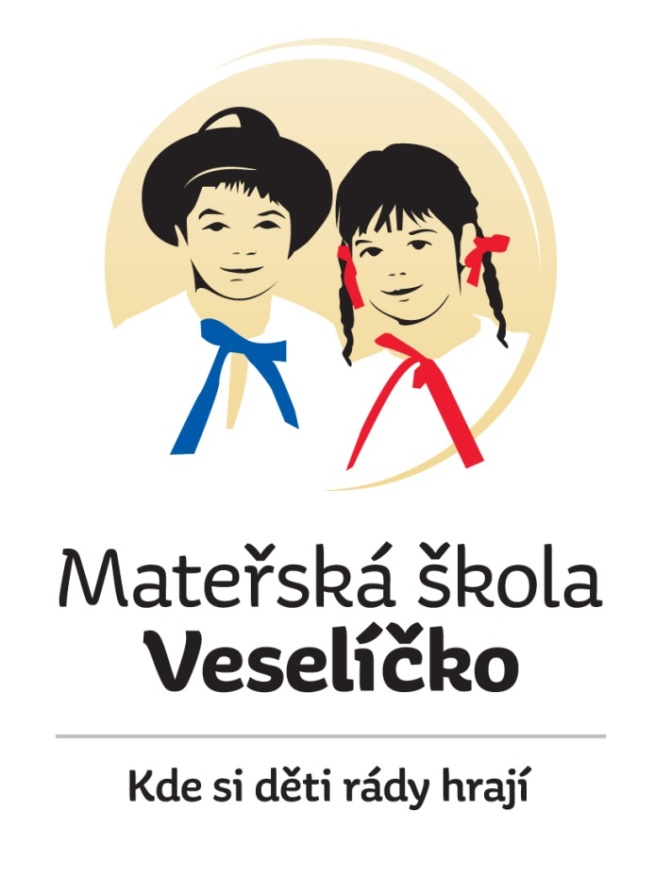 Mateřská škola
Veselíčko
Kde si děti rády hrají